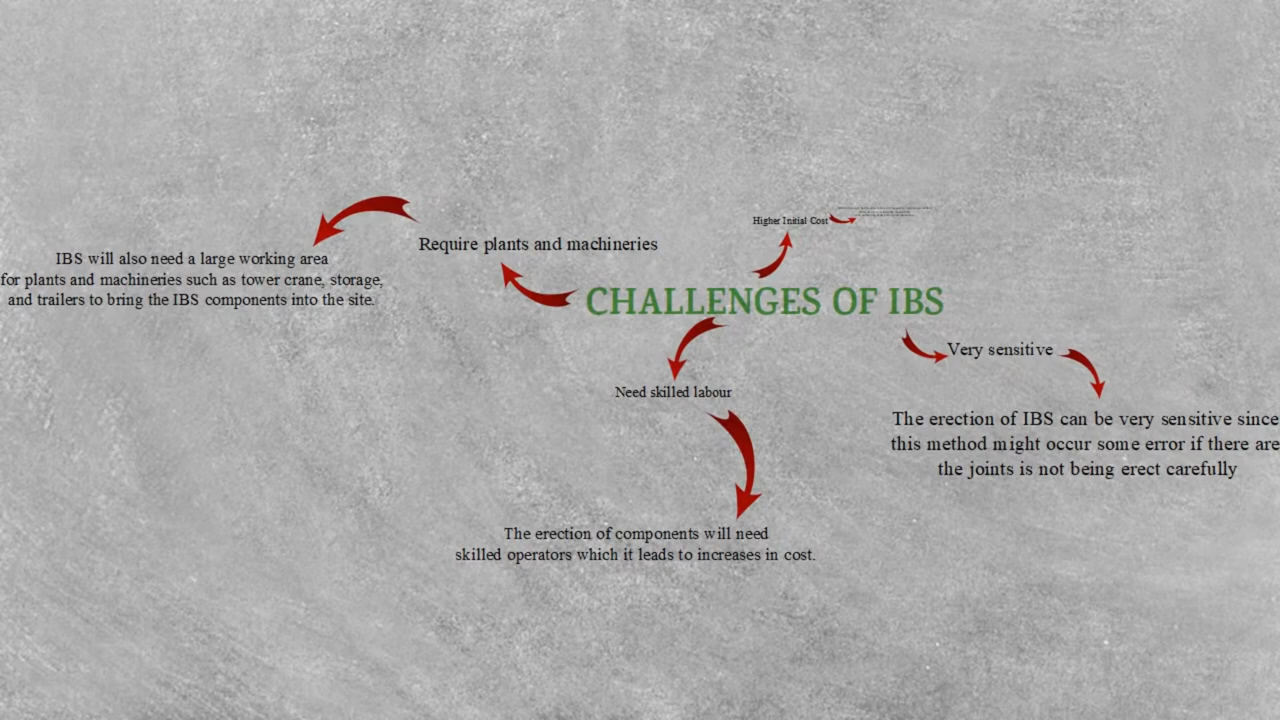 Higher Initial Cost
Require plants and machineries
IBS will also need a large working area
for plants and machineries such as tower crane, storage,
and trailers to bring the IBS components into the site.
CHALLENGES OF IBS
Very sensitive
The erection of IBS can be very sensitive since
this method might occur some error if there are
the joints is not being erect carefully
Need skilled labour
The erection of components will need
skilled operators which it leads to increases in cost.